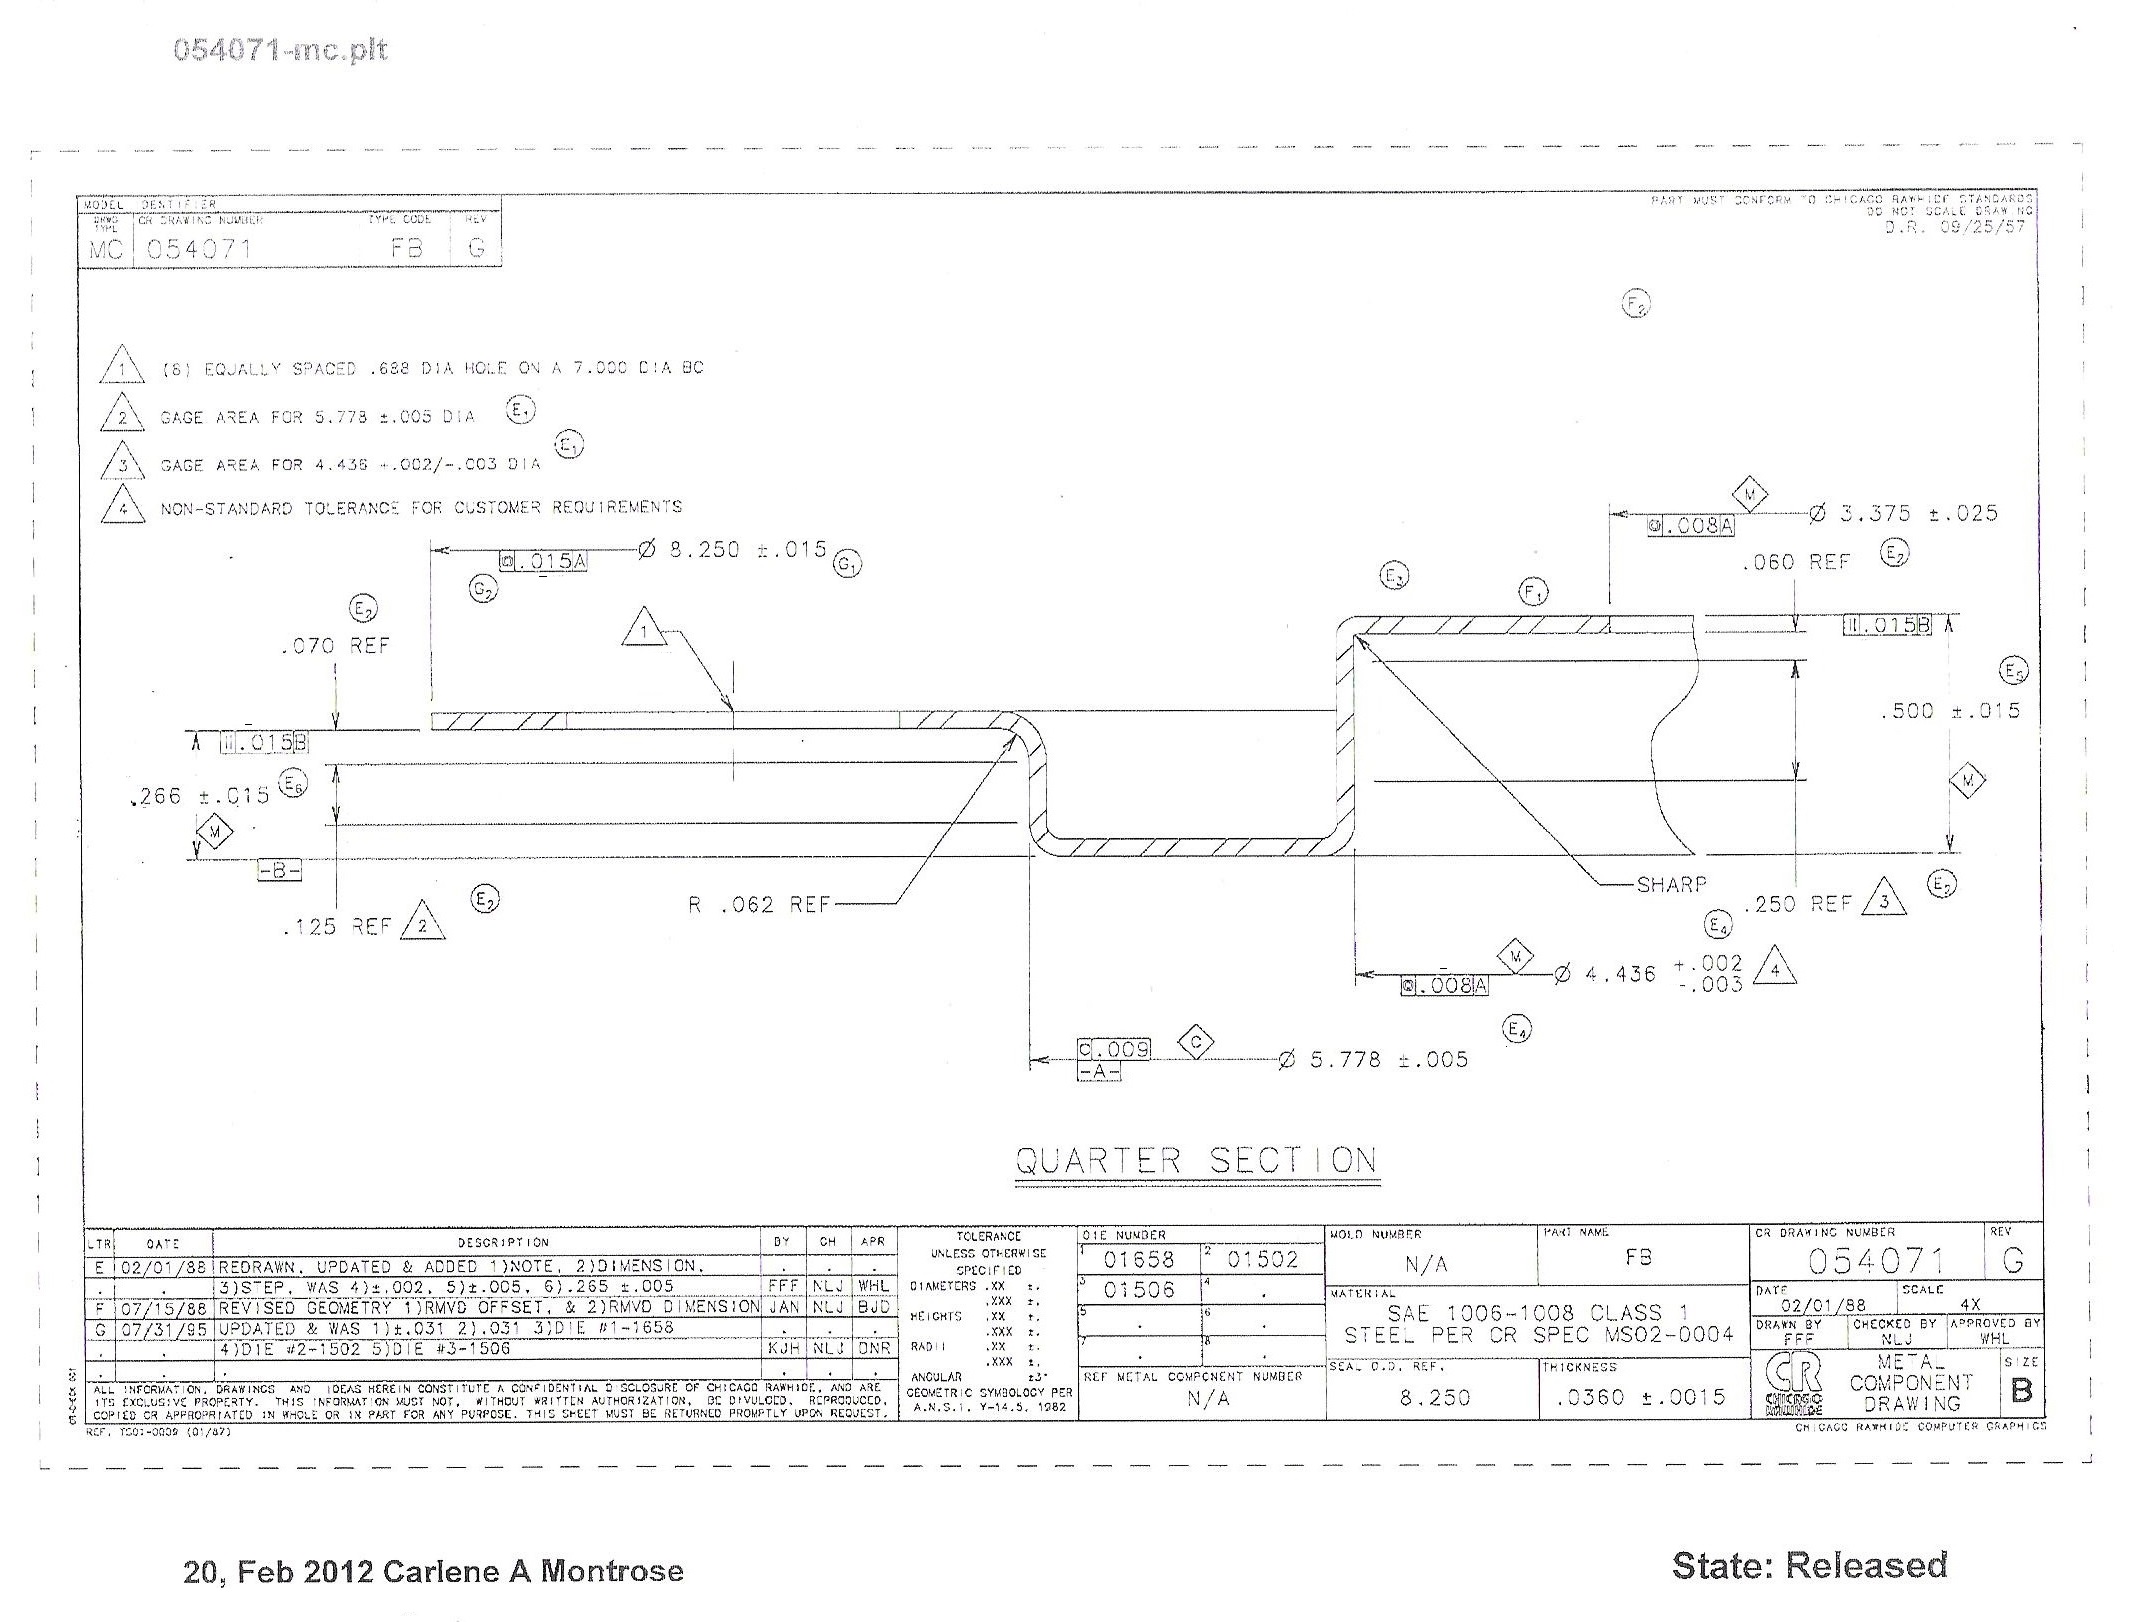 054071-mc.plt
MODEL IDENTIFIER
DRWG TYPE
CR DRAWING NUMBER
TYPE CODE
REV
MC
054071
FB
G
PART MUST CONFORM TO CHICAGO RAWHIDE STANDARDS
DO NOT SCALE DRAWING
D.R. 09/25/57
F2
1 (8) EQUALLY SPACED .688 DIA HOLE ON A 7.000 DIA BC
2 GAGE AREA FOR 5.778 ±.005 DIA E1
3 GAGE AREA FOR 4.436 +.002/-.003 DIA E1
4 NON-STANDARD TOLERANCE FOR CUSTOMER REQUIREMENTS
M
Ø 3.375 ±.025
◎ .008 A
.060 REF E2
Ø 8.250 ±.015 G1
◎ .015 A
G2
E3
F1
E2
.070 REF
1
.015 B
.015 B
E5
.500 ±.015
M
.266 ±.015 E6
M
-B-
.125 REF 2
E2
R .062 REF
SHARP
.250 REF 3
E2
E4
M
Ø 4.436 +.002 -.003 4
◎ .008 A
E4
C .009
C
-A-
Ø 5.778 ±.005
QUARTER SECTION
LTR DATE DESCRIPTION BY CH APR
E 02/01/88 REDRAWN, UPDATED & ADDED 1)NOTE, 2)DIMENSION, . . .
. . 3)STEP, WAS 4)±.002, 5)±.005, 6).265 ±.005 FFF NLJ WHL
F 07/15/88 REVISED GEOMETRY 1)RMVD OFFSET, & 2)RMVD DIMENSION JAN NLJ BJD
G 07/31/95 UPDATED & WAS 1)±.031 2).031 3)DIE #1-1658 . . .
. . 4)DIE #2-1502 5)DIE #3-1506 KJH NLJ DNR
. . . . . .
ALL INFORMATION, DRAWINGS AND IDEAS HEREIN CONSTITUTE A CONFIDENTIAL DISCLOSURE OF CHICAGO RAWHIDE, AND ARE
ITS EXCLUSIVE PROPERTY. THIS INFORMATION MUST NOT, WITHOUT WRITTEN AUTHORIZATION, BE DIVULGED, REPRODUCED,
COPIED OR APPROPRIATED IN WHOLE OR IN PART FOR ANY PURPOSE. THIS SHEET MUST BE RETURNED PROMPTLY UPON REQUEST.
REF. TS01-0009 (01/87)
TOLERANCE
UNLESS OTHERWISE
SPECIFIED
DIAMETERS .XX ±.
.XXX ±.
HEIGHTS .XX ±.
.XXX ±.
RADII .XX ±.
.XXX ±.
ANGULAR ±3°
GEOMETRIC SYMBOLOGY PER
A.N.S.I. Y-14.5, 1982
DIE NUMBER
1 01658
2 01502
3 01506
4 .
5 .
6 .
7 .
8 .
REF METAL COMPONENT NUMBER
N/A
MOLD NUMBER
N/A
PART NAME
FB
MATERIAL
SAE 1006-1008 CLASS 1
STEEL PER CR SPEC MS02-0004
SEAL O.D. REF.
8.250
THICKNESS
.0360 ±.0015
CR DRAWING NUMBER
054071
REV
G
DATE
02/01/88
SCALE
4X
DRAWN BY
FFF
CHECKED BY
NLJ
APPROVED BY
WHL
CR
CHICAGO
RAWHIDE
METAL
COMPONENT
DRAWING
SIZE
B
CHICAGO RAWHIDE COMPUTER GRAPHICS
20, Feb 2012 Carlene A Montrose
State: Released